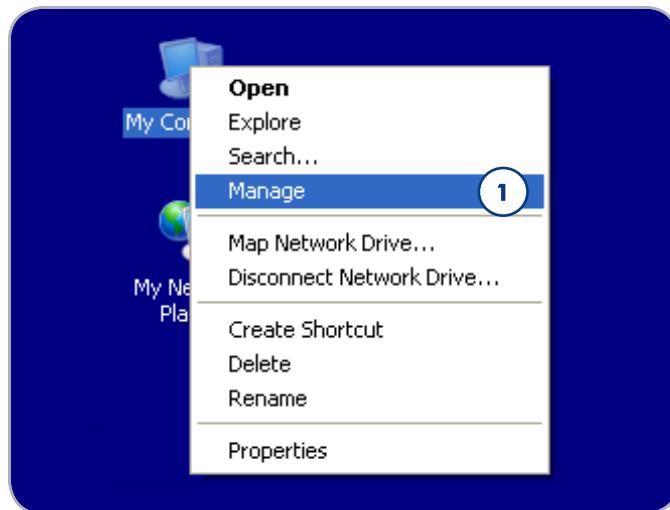 My Co
Open
Explore
Search...
Manage
1
Map Network Drive...
Disconnect Network Drive...
My Ne
Pla
Create Shortcut
Delete
Rename
Properties